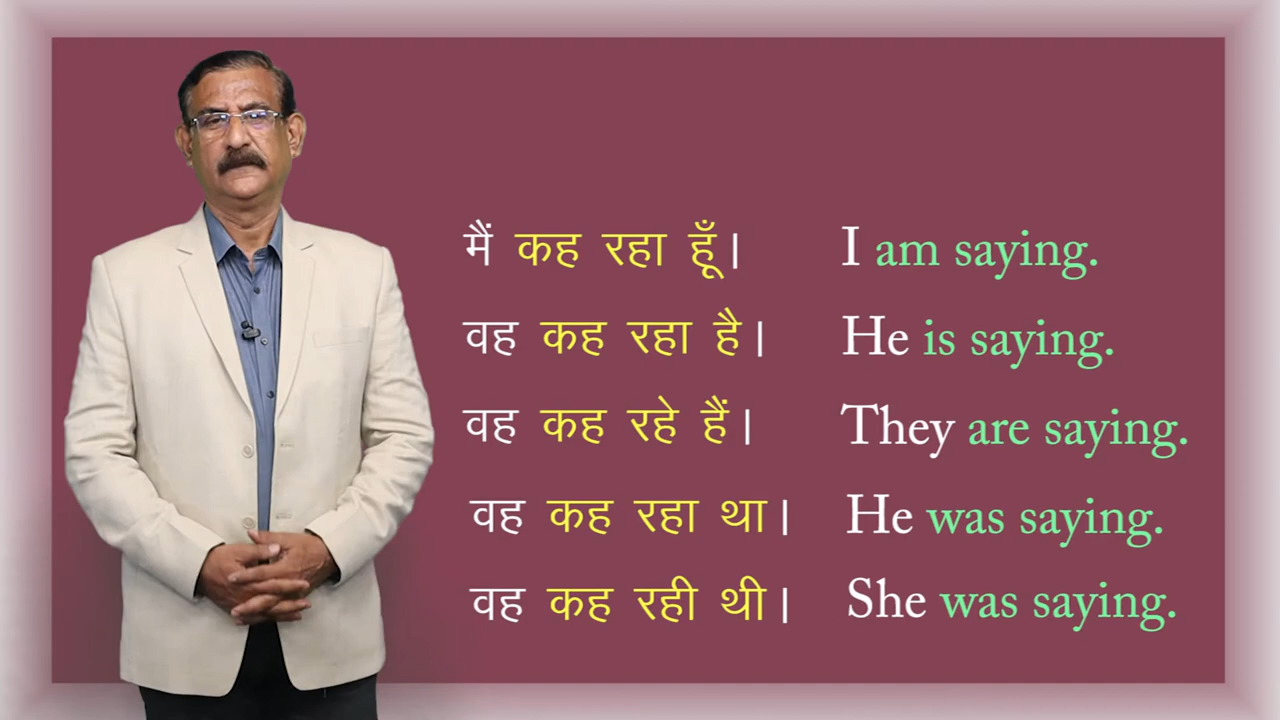 मैं कह रहा हूँ। I am saying.
वह कह रहा है। He is saying.
वह कह रहे हैं। They are saying.
वह कह रहा था। He was saying.
वह कह रही थी। She was saying.